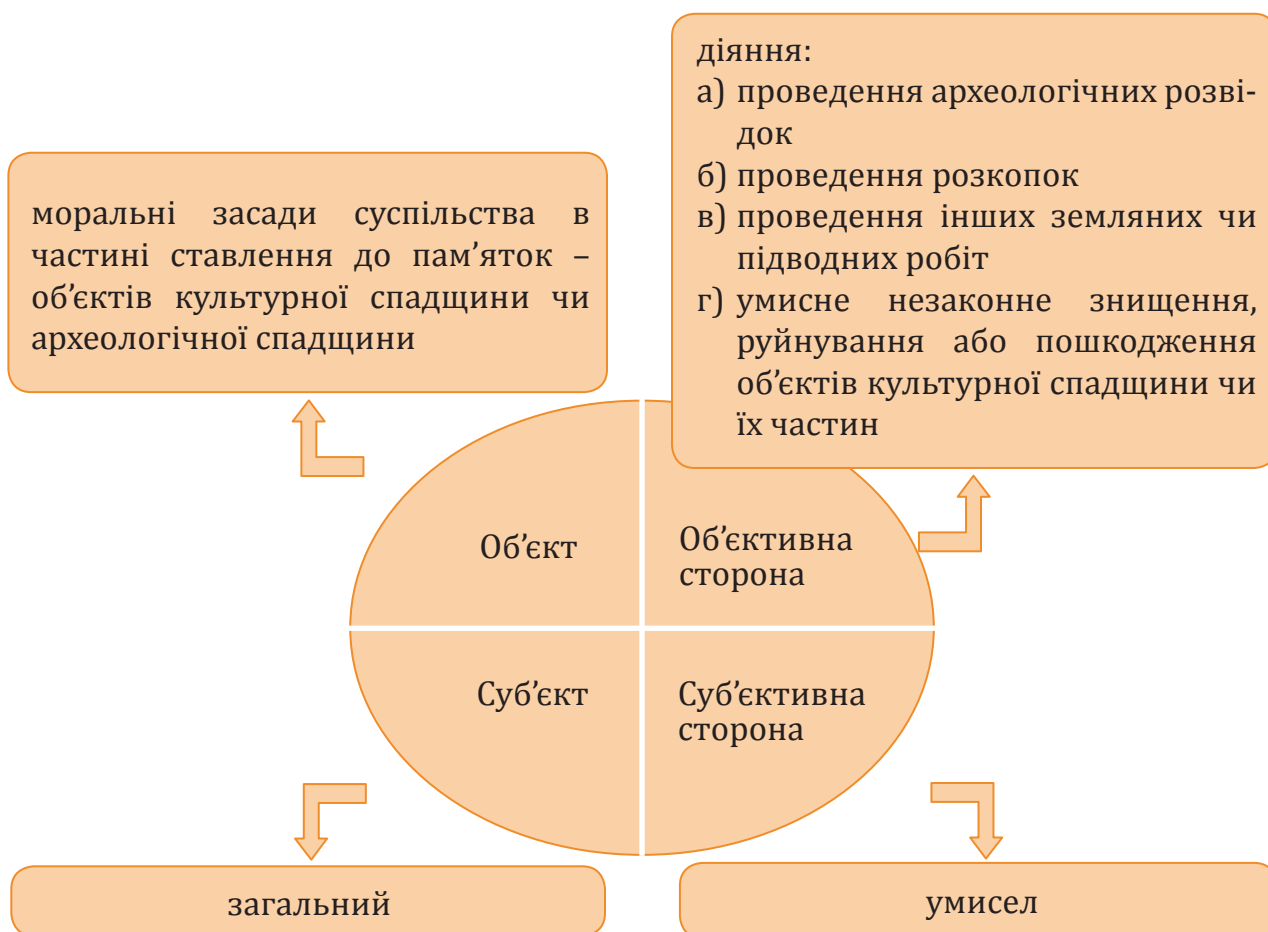 діяння:
а) проведення археологічних розві-
док
б) проведення розкопок
в) проведення інших земляних чи
підводних робіт
г) умисне незаконне знищення,
руйнування або пошкодження
об’єктів культурної спадщини чи
їх частин
моральні засади суспільства в
частині ставлення до пам’яток –
об’єктів культурної спадщини чи
археологічної спадщини
Об’єкт
Об’єктивна
сторона
Суб’єкт
Суб’єктивна
сторона
загальний
умисел